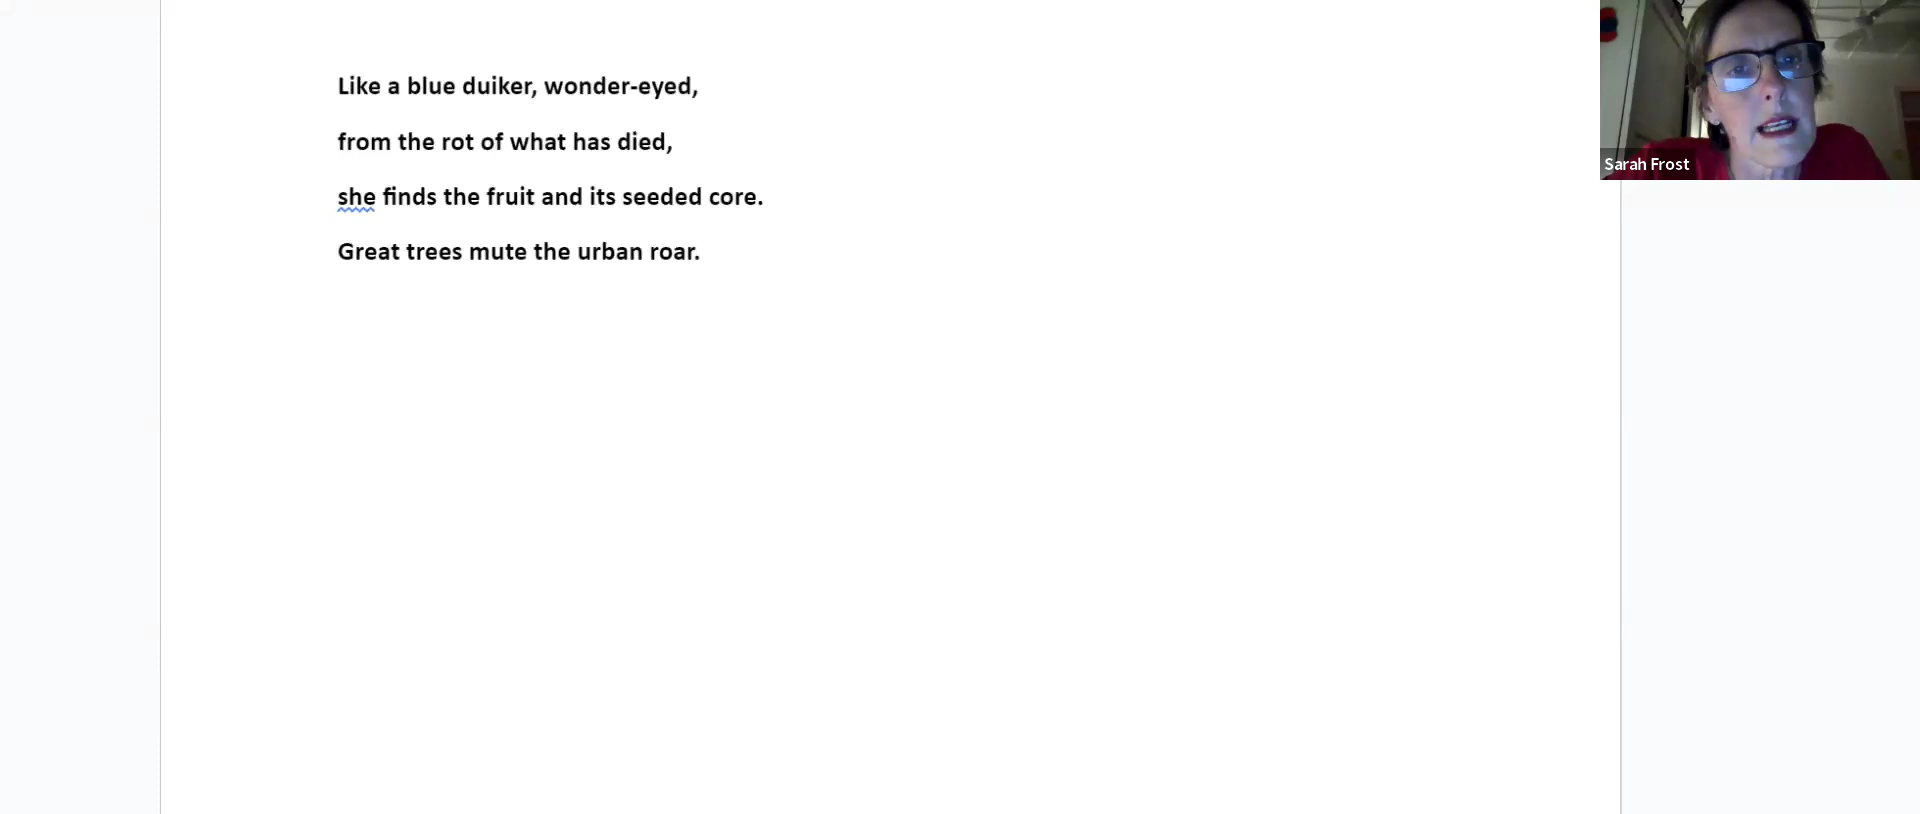 Like a blue duiker, wonder-eyed,
from the rot of what has died,
she finds the fruit and its seeded core.
Great trees mute the urban roar.
Sarah Frost